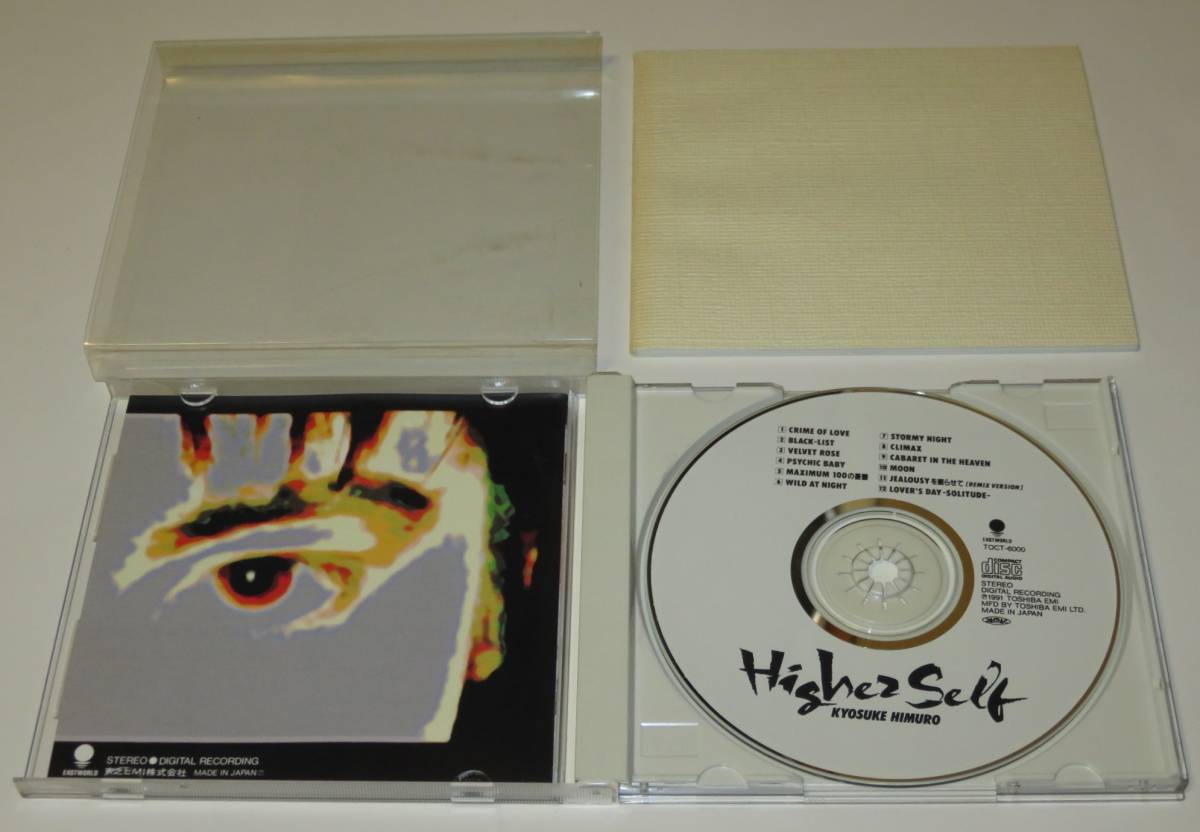 EASTWORLD
STEREO●DIGITAL RECORDING
東芝EMI株式会社 MADE IN JAPAN
1 CRIME OF LOVE
2 BLACK-LIST
3 VELVET ROSE
4 PSYCHIC BABY
5 MAXIMUM 100の憂鬱
6 WILD AT NIGHT
7 STORMY NIGHT
8 CLIMAX
9 CABARET IN THE HEAVEN
10 MOON
11 JEALOUSYを眠らせて [REMIX VERSION]
12 LOVER'S DAY-SOLITUDE-
EASTWORLD
TOCT-6000
COMPACT
disc
DIGITAL AUDIO
STEREO
DIGITAL RECORDING
℗1991 TOSHIBA EMI
MFD BY TOSHIBA EMI LTD.
MADE IN JAPAN
Higher Self
KYOSUKE HIMURO